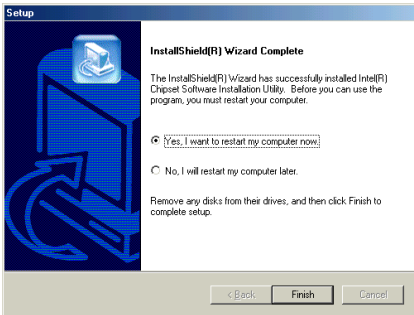 Setup
InstallShield(R) Wizard Complete
The InstallShield(R) Wizard has successfully installed Intel(R)
Chipset Software Installation Utility. Before you can use the
program, you must restart your computer.
Yes, I want to restart my computer now.
No, I will restart my computer later.
Remove any disks from their drives, and then click Finish to
complete setup.
< Back Finish Cancel